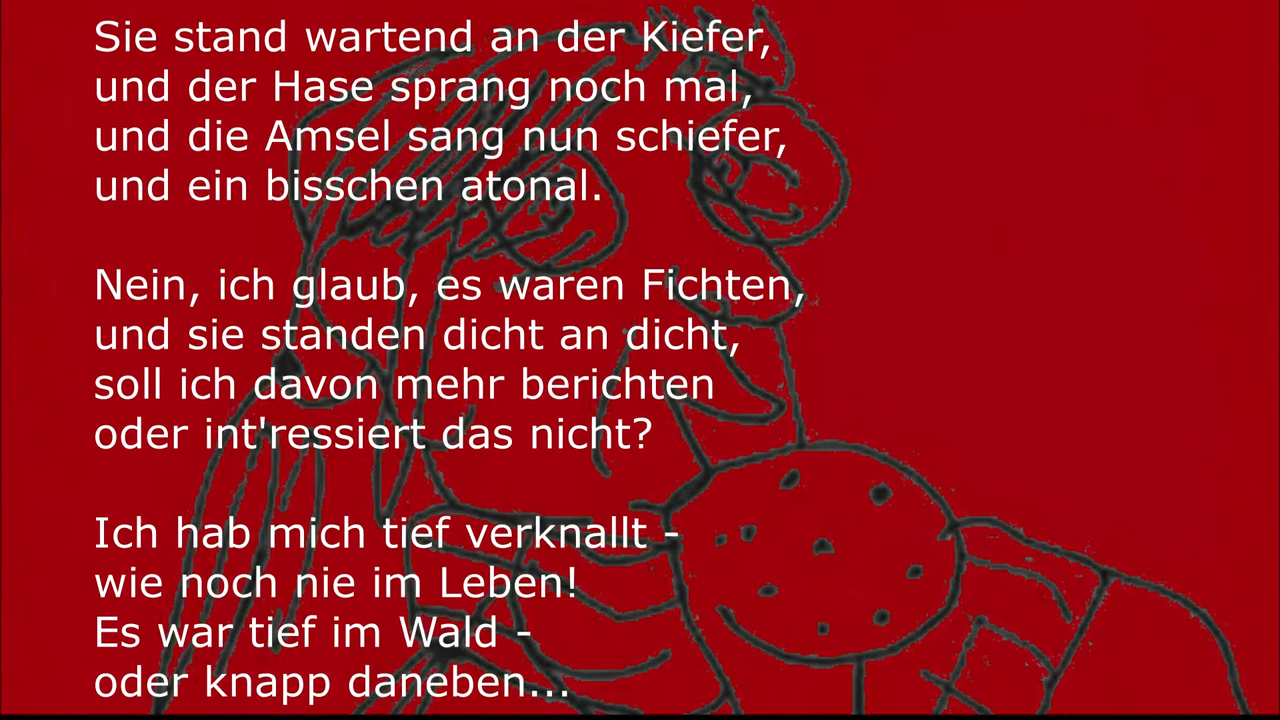 Sie stand wartend an der Kiefer,
und der Hase sprang noch mal,
und die Amsel sang nun schiefer,
und ein bisschen atonal.
Nein, ich glaub, es waren Fichten,
und sie standen dicht an dicht,
soll ich davon mehr berichten
oder int'ressiert das nicht?
Ich hab mich tief verknallt -
wie noch nie im Leben!
Es war tief im Wald -
oder knapp daneben...